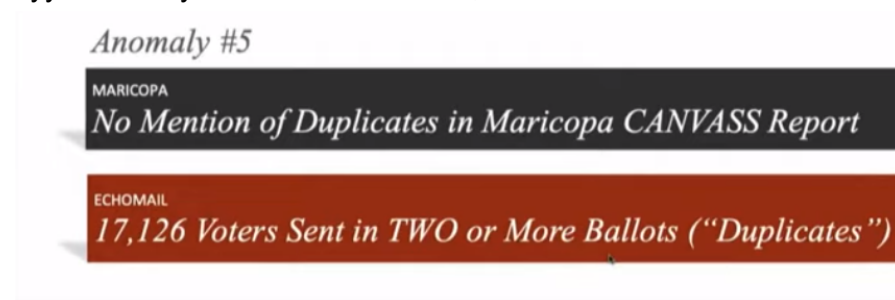 Anomaly #5
MARICOPA
No Mention of Duplicates in Maricopa CANVASS Report
ECHOMAIL
17,126 Voters Sent in TWO or More Ballots (“Duplicates”)